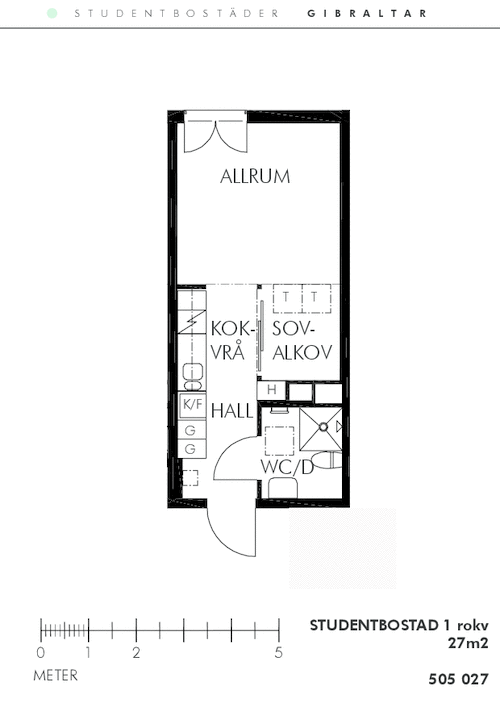 STUDENTBOSTÄDER GIBRALTAR
ALLRUM
T T
KOK-
VRÅ
SOV-
ALKOV
H
K/F
HALL
G
G
WC/D
0 1 2 5
METER
STUDENTBOSTAD 1 rokv
27m2
505 027